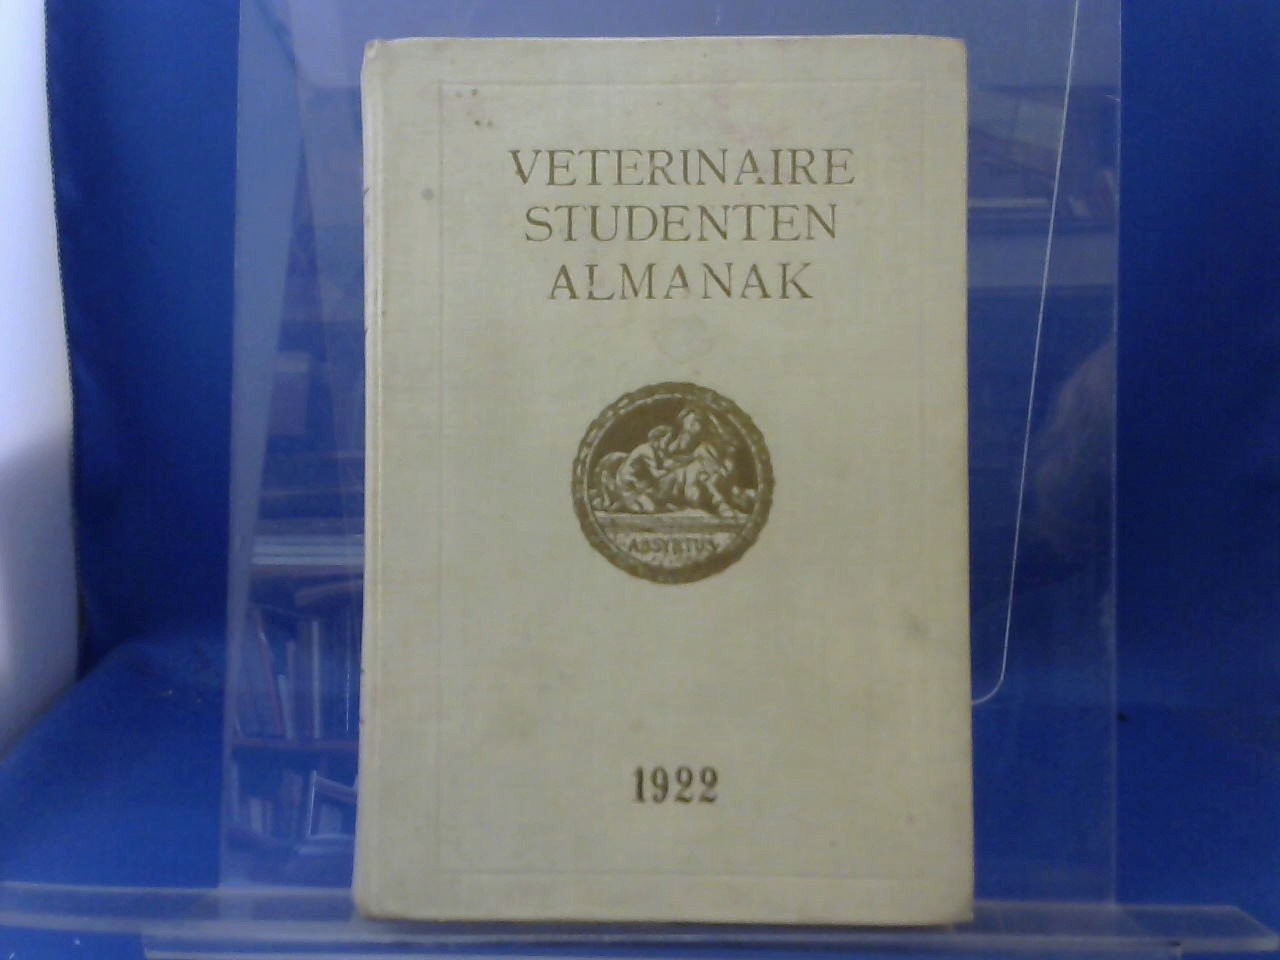 VETERINAIRE
STUDENTEN
ALMANAK
ABSYRTUS
1922